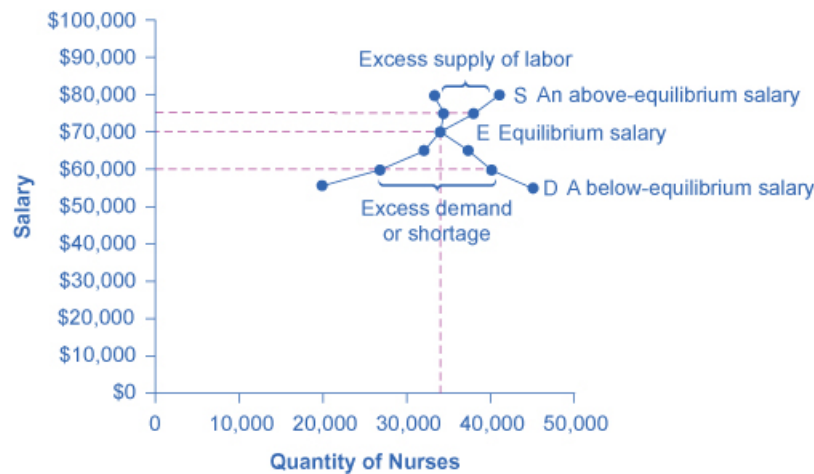 $100,000
$90,000
Excess supply of labor
$80,000
S An above-equilibrium salary
$70,000
E Equilibrium salary
$60,000
D A below-equilibrium salary
$50,000
Excess demand
or shortage
$40,000
$30,000
$20,000
$10,000
$0
Salary
0 10,000 20,000 30,000 40,000 50,000
Quantity of Nurses